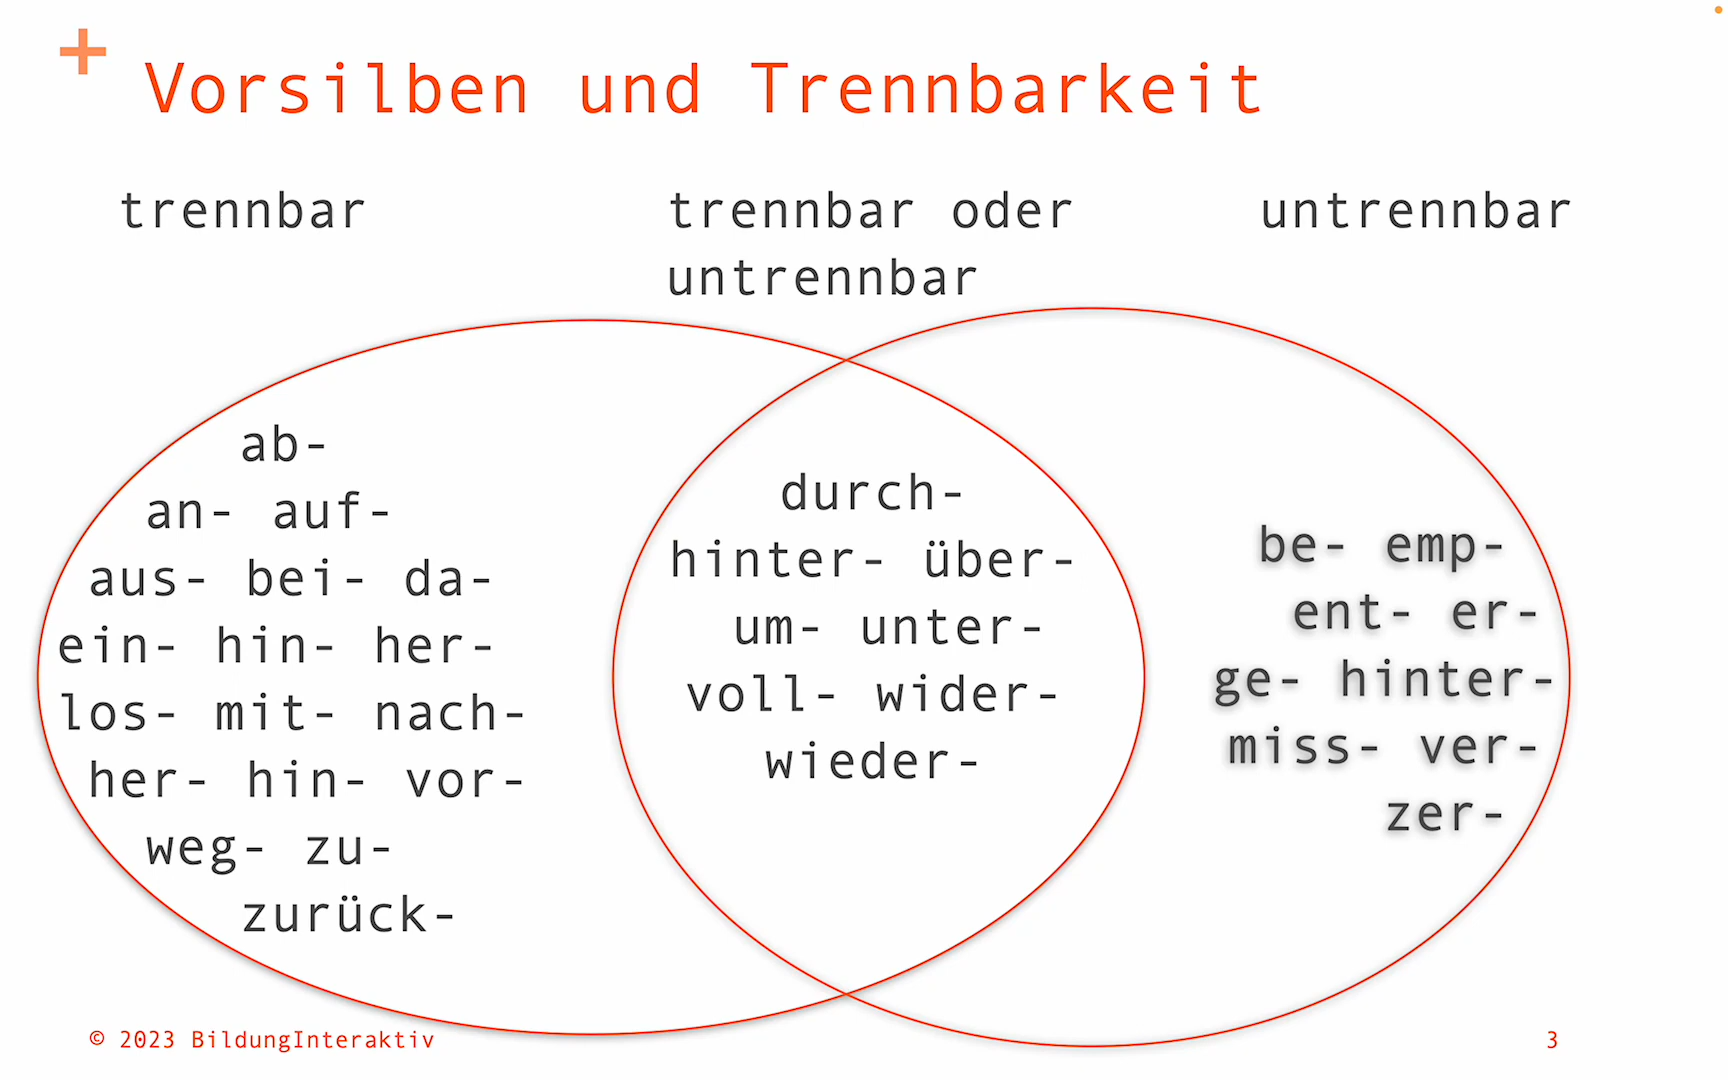 +
Vorsilben und Trennbarkeit
trennbar
ab-
an- auf-
aus- bei- da-
ein- hin- her-
los- mit- nach-
her- hin- vor-
weg- zu-
zurück-
trennbar oder
untrennbar
durch-
hinter- über-
um- unter-
voll- wider-
wieder-
untrennbar
be- emp-
ent- er-
ge- hinter-
miss- ver-
zer-
© 2023 BildungInteraktiv
3